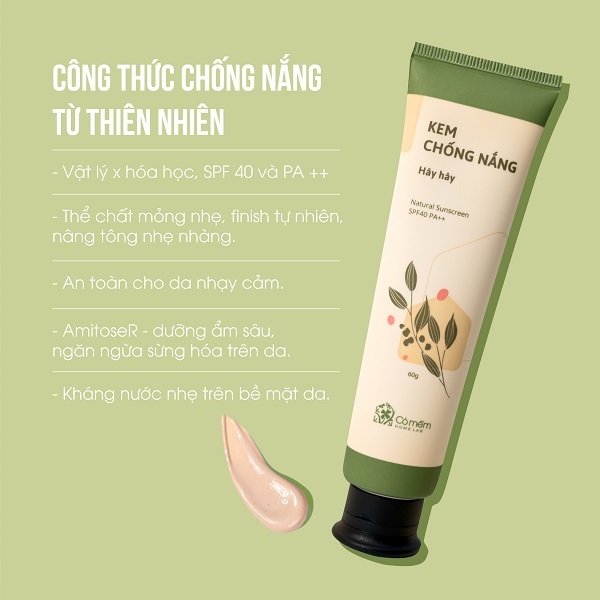 CÔNG THỨC CHỐNG NẮNG
TỪ THIÊN NHIÊN
- Vật lý x hóa học, SPF 40 và PA ++
- Thể chất mỏng nhẹ, finish tự nhiên,
nâng tông nhẹ nhàng.
- An toàn cho da nhạy cảm.
- AmitoseR - dưỡng ẩm sâu,
ngăn ngừa sừng hóa trên da.
- Kháng nước nhẹ trên bề mặt da.
KEM
CHỐNG NẮNG
Hây hây
Natural Sunscreen
SPF40 PA++
60g
Cỏ mềm
HOME LAB